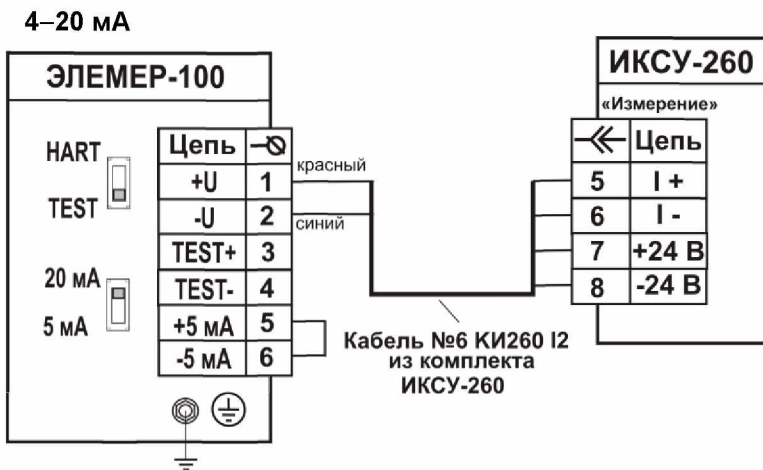 4–20 мА
ЭЛЕМЕР-100
HART
TEST
20 мА
5 мА
Цепь
+U 1
-U 2
TEST+ 3
TEST- 4
+5 мА 5
-5 мА 6
красный
синий
Кабель №6 КИ260 I2
из комплекта
ИКСУ-260
ИКСУ-260
«Измерение»
Цепь
5 I +
6 I -
7 +24 В
8 -24 В